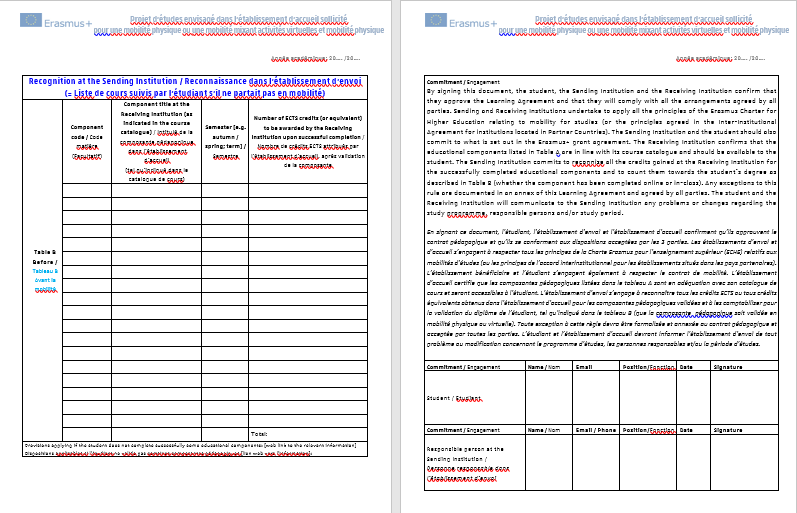 Erasmus+
Projet d'études envisagé dans l'établissement d'accueil sollicité
pour une mobilité physique ou une mobilité mixant activités virtuelles et mobilité physique
Année académique: 20.... /20....
Recognition at the Sending Institution / Reconnaissance dans l'établissement d'envoi
(= Liste de cours suivis par l'étudiant s'il ne partait pas en mobilité)
Table B
Before /
Tableau B
Avant la
mobilité
Component
code / Code
matière.
(Facultatif)
Component title at the
Receiving Institution (as
indicated in the course
catalogue) / Intitulé de la
composante pédagogique
dans l'établissement
d'accueil.
(tel qu'indiqué dans le
catalogue de cours)
Semester [e.g.
autumn /
spring; term] /
Semestre.
Number of ECTS credits (or equivalent)
to be awarded by the Receiving
Institution upon successful completion /
Nombre de crédits ECTS attribués par
l'établissement d'accueil, après validation
de la composante.
Total:
Provisions applying if the student does not complete successfully some educational components: [web link to the relevant information]
Dispositions applicables si l'étudiant ne valide pas certaines composantes pédagogiques: [lien web vers l'information]
Erasmus+
Projet d'études envisagé dans l'établissement d'accueil sollicité
pour une mobilité physique ou une mobilité mixant activités virtuelles et mobilité physique
Année académique: 20.... /20....
Commitment / Engagement
By signing this document, the student, the Sending Institution and the Receiving Institution confirm that
they approve the Learning Agreement and that they will comply with all the arrangements agreed by all
parties. Sending and Receiving Institutions undertake to apply all the principles of the Erasmus Charter for
Higher Education relating to mobility for studies (or the principles agreed in the Inter-Institutional
Agreement for institutions located in Partner Countries). The Sending Institution and the student should also
commit to what is set out in the Erasmus+ grant agreement. The Receiving Institution confirms that the
educational components listed in Table A are in line with its course catalogue and should be available to the
student. The Sending Institution commits to recognise all the credits gained at the Receiving Institution for
the successfully completed educational components and to count them towards the student's degree as
described in Table B (whether the component has been completed online or in-class). Any exceptions to this
rule are documented in an annex of this Learning Agreement and agreed by all parties. The student and the
Receiving Institution will communicate to the Sending Institution any problems or changes regarding the
study programme, responsible persons and/or study period.
En signant ce document, l'étudiant, l'établissement d'envoi et l'établissement d'accueil confirment qu'ils approuvent le
contrat pédagogique et qu'ils se conforment aux dispositions acceptées par les 3 parties. Les établissements d'envoi et
d'accueil s'engagent à respecter tous les principes de la Charte Erasmus pour l'enseignement supérieur (ECHE) relatifs aux
mobilités d'études (ou les principes de l'accord interinstitutionnel pour les établissements situés dans les pays partenaires).
L'établissement bénéficiaire et l'étudiant s'engagent également à respecter le contrat de mobilité. L'établissement
d'accueil certifie que les composantes pédagogiques listées dans le tableau A sont en adéquation avec son catalogue de
cours et seront accessibles à l'étudiant. L'établissement d'envoi s'engage à reconnaître tous les crédits ECTS ou tous crédits
équivalents obtenus dans l'établissement d'accueil pour les composantes pédagogiques validées et à les comptabiliser pour
la validation du diplôme de l'étudiant, tel qu'indiqué dans le tableau B (que la composante pédagogique soit validée en
mobilité physique ou virtuelle). Toute exception à cette règle devra être formalisée et annexée au contrat pédagogique et
acceptée par toutes les parties. L'étudiant et l'établissement d'accueil devront informer l'établissement d'envoi de tout
problème ou modification concernant le programme d'études, les personnes responsables et/ou la période d'études.
Commitment / Engagement Name / Nom Email Position/Fonction Date Signature
Student / Étudiant
Commitment / Engagement Name / Nom Email / Phone Position/Fonction Date Signature
Responsible person at the
Sending Institution /
Personne responsable dans
l'établissement d'envoi